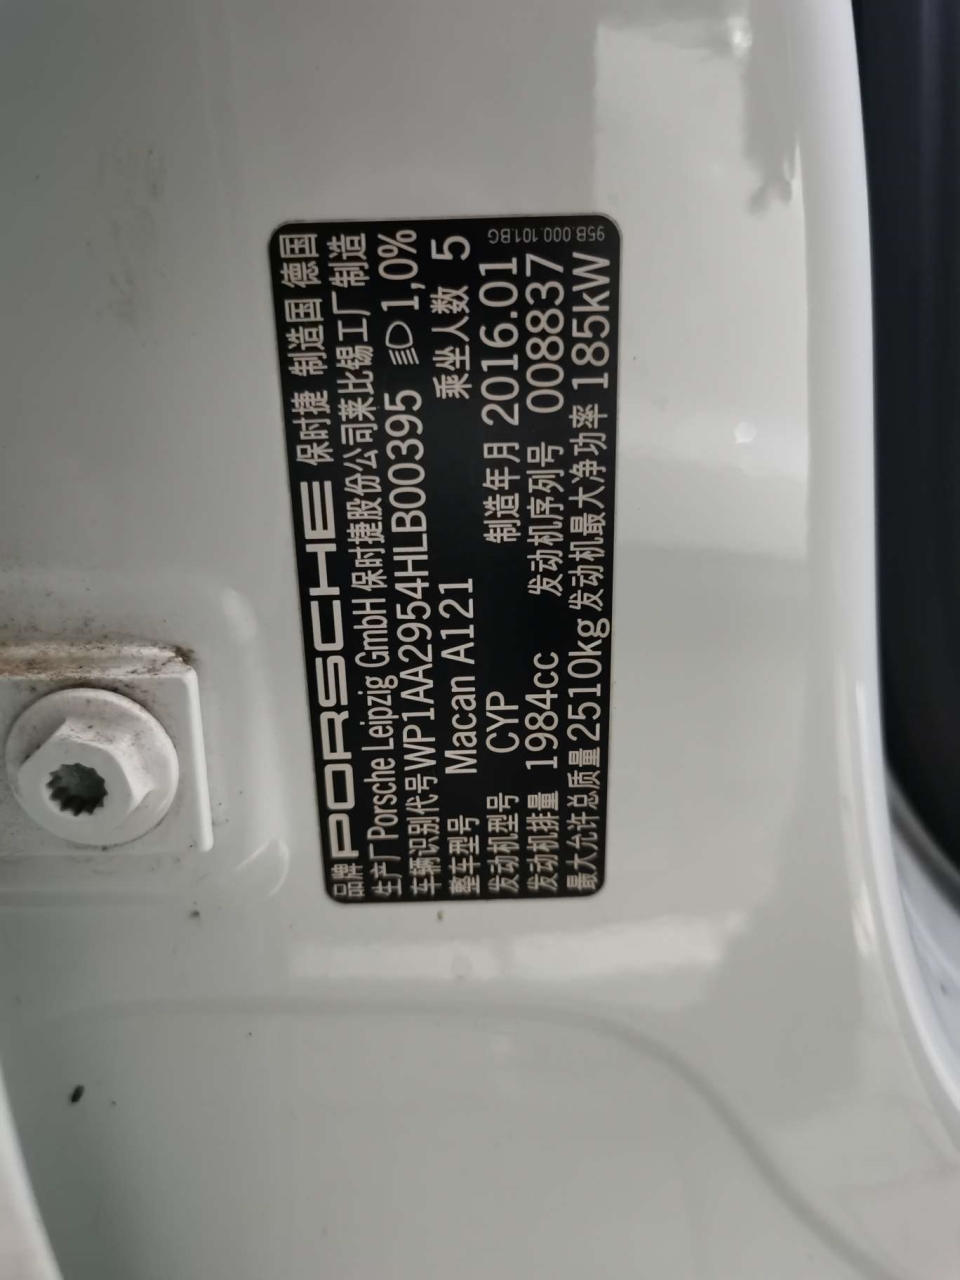 品牌 PORSCHE 保时捷 制造国 德国
生产厂 Porsche Leipzig GmbH 保时捷股份公司莱比锡工厂制造
车辆识别代号 WP1AA2954HLB00395 1,0%
整车型号 Macan A121 乘坐人数 5
发动机型号 CYP 制造年月 2016.01
发动机排量 1984cc 发动机序列号 008837
最大允许总质量 2510kg 发动机最大净功率 185kW
95B.000.101.BG